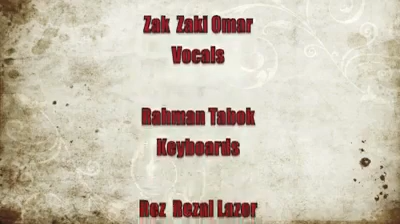 Zak Zaki Omar
Vocals
Rahman Tabok
Keyboards
Rez Rezal Lazer